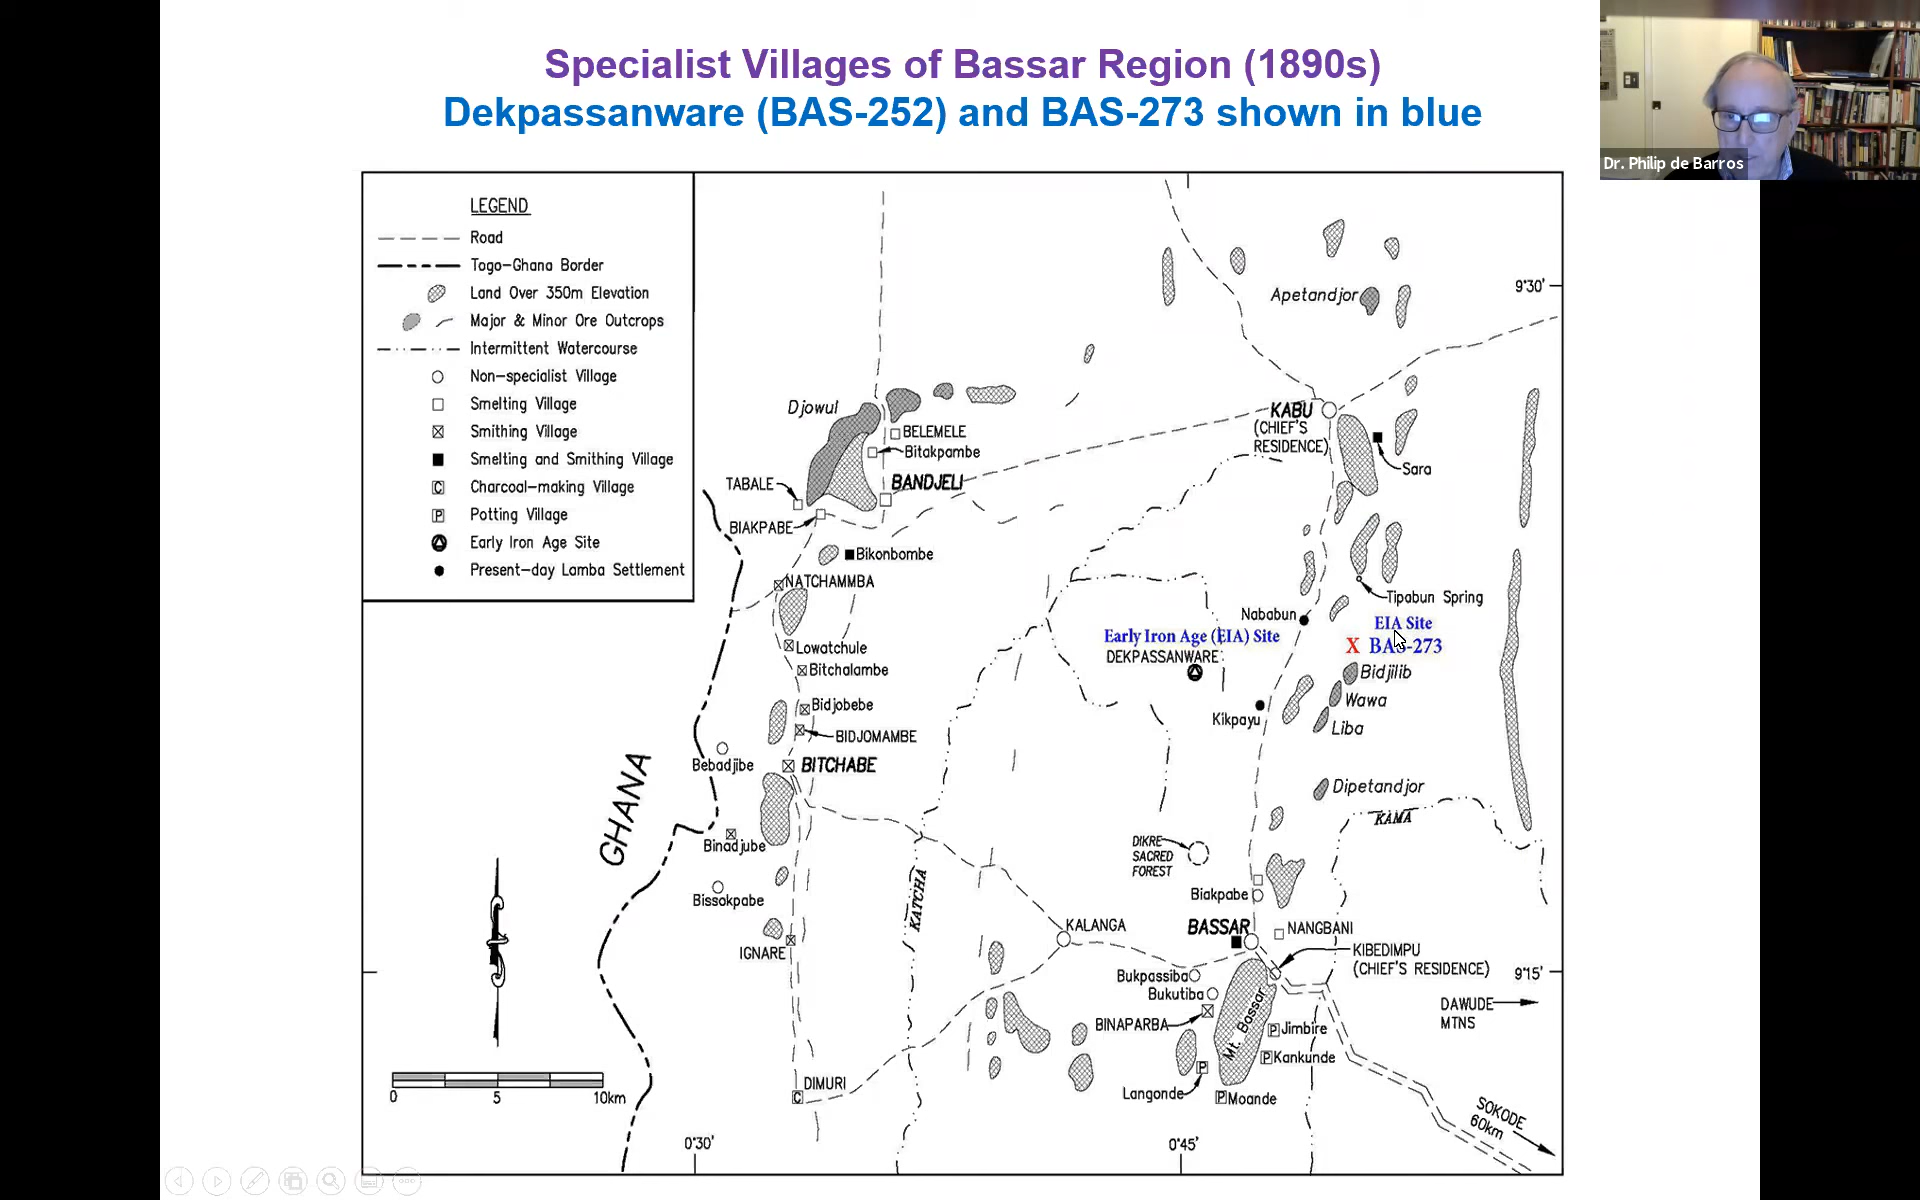 Specialist Villages of Bassar Region (1890s)
Dekpassanware (BAS-252) and BAS-273 shown in blue
Dr. Philip de Barros
LEGEND
Road
Togo-Ghana Border
Land Over 350m Elevation
Major & Minor Ore Outcrops
Intermittent Watercourse
Non-specialist Village
Smelting Village
Smithing Village
Smelting and Smithing Village
C Charcoal-making Village
P Potting Village
Early Iron Age Site
Present-day Lamba Settlement
9°30'
Apetandjor
Djowul
KABU
(CHIEF'S
RESIDENCE)
BELEMELE
Bitakpambe
Sara
TABALE
BANDJELI
BIAKPABE
Bikonbombe
NATCHAMMBA
Tipabun Spring
Nababun
EIA Site
Early Iron Age (EIA) Site
X BAS-273
DEKPASSANWARE
Lowatchule
Bitchalambe
Bidjilib
Wawa
Bidjobebe
Kikpayu
Liba
BIDJOMAMBE
Bebadjibe
BITCHABE
GHANA
Dipetandjor
KAMA
Binadjube
DIKRE
SACRED
FOREST
KATCHA
Bissokpabe
Biakpabe
KALANGA
BASSAR
NANGBANI
IGNARE
KIBEDIMPU
(CHIEF'S RESIDENCE)
9°15'
Bukpassiba
Bukutiba
Mt. Bassar
DAWUDE
MTNS
BINAPARBA
P Jimbire
P Kankunde
DIMURI
C
P
Langonde
P Moande
0 5 10km
SOKODE
60km
0°30'
0°45'